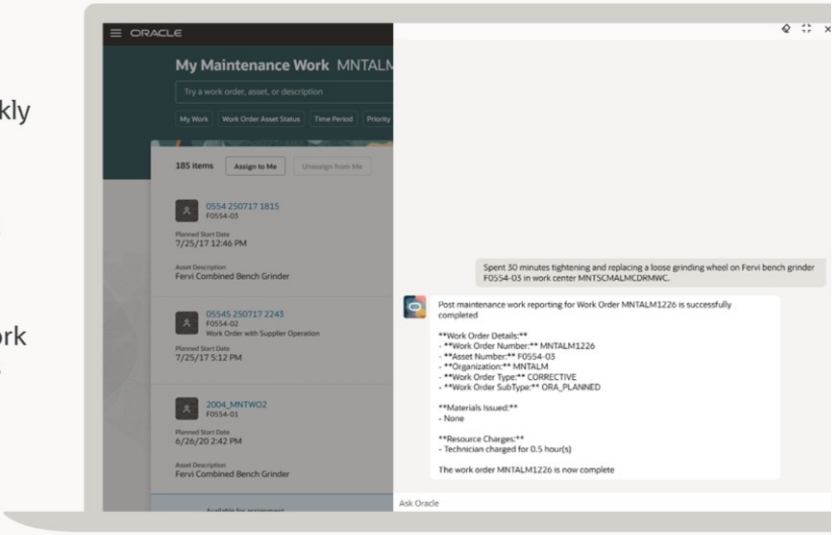 kly
ork
ORACLE
My Maintenance Work MNTALM
Try a work order, asset, or description
My Work Work Order Asset Status Time Period Priority
185 items Assign to Me Unassign from Me
0554 250717 1815
F0554-03
Planned Start Date
7/25/17 12:46 PM
Asset Description
Fervi Combined Bench Grinder
05545 250717 2243
F0554-02
Work Order with Supplier Operation
Planned Start Date
7/25/17 5:12 PM
2004_MNTWO2
F0554-01
Planned Start Date
6/26/20 2:42 PM
Asset Description
Fervi Combined Bench Grinder
Available for assignment
Spent 30 minutes tightening and replacing a loose grinding wheel on Fervi bench grinder
F0554-03 in work center MNTSCMALMCDRMWC.
Post maintenance work reporting for Work Order MNTALM1226 is successfully
completed
**Work Order Details:**
- **Work Order Number:** MNTALM1226
- **Asset Number:** F0554-03
- **Organization:** MNTALM
- **Work Order Type:** CORRECTIVE
- **Work Order SubType:** ORA_PLANNED
**Materials Issued:**
- None
**Resource Charges:**
- Technician charged for 0.5 hour(s)
The work order MNTALM1226 is now complete
Ask Oracle